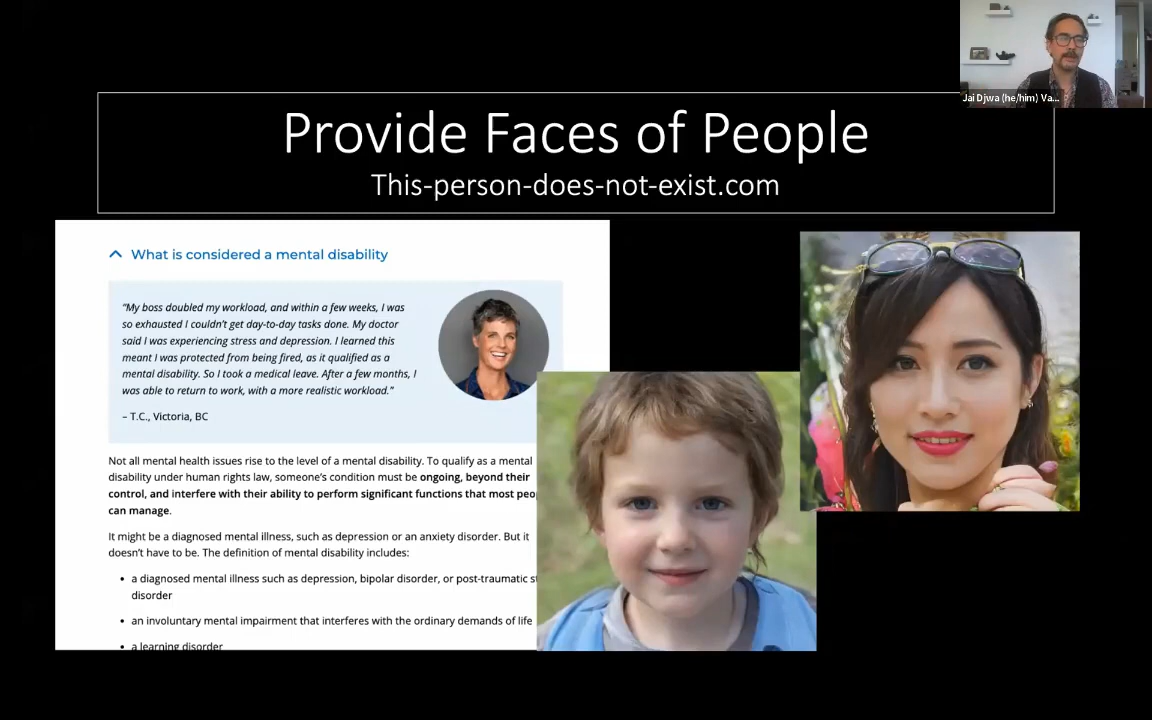 Provide Faces of People
This-person-does-not-exist.com
Jai Djwa (he/him) Va...
What is considered a mental disability
"My boss doubled my workload, and within a few weeks, I was
so exhausted I couldn't get day-to-day tasks done. My doctor
said I was experiencing stress and depression. I learned this
meant I was protected from being fired, as it qualified as a
mental disability. So I took a medical leave. After a few months, I
was able to return to work, with a more realistic workload."
– T.C., Victoria, BC
Not all mental health issues rise to the level of a mental disability. To qualify as a mental
disability under human rights law, someone's condition must be ongoing, beyond their
control, and interfere with their ability to perform significant functions that most peo
can manage.
It might be a diagnosed mental illness, such as depression or an anxiety disorder. But it
doesn't have to be. The definition of mental disability includes:
• a diagnosed mental illness such as depression, bipolar disorder, or post-traumatic s
disorder
• an involuntary mental impairment that interferes with the ordinary demands of life
• a learning disorder